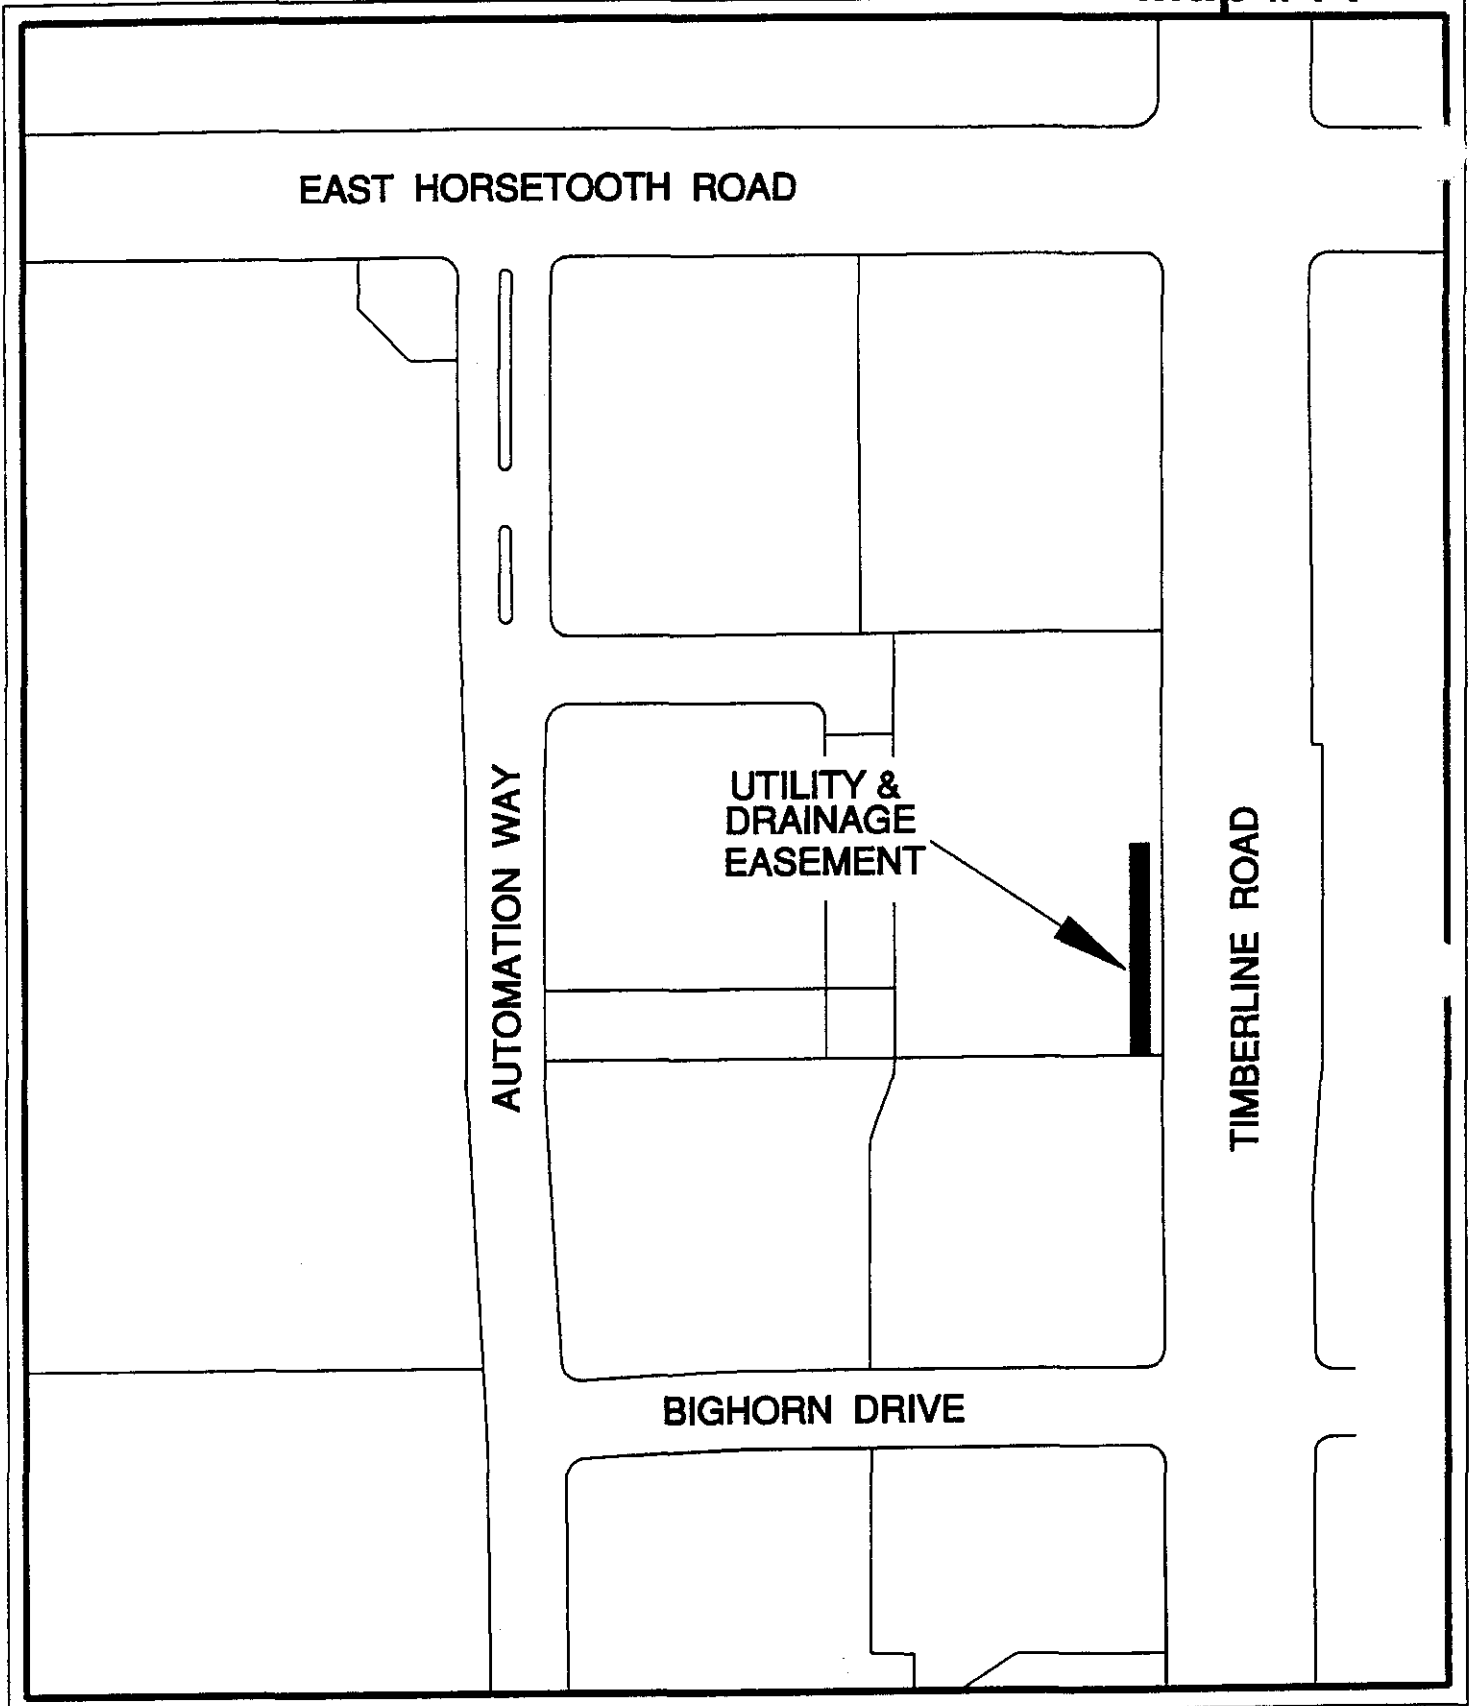 EAST HORSETOOTH ROAD
UTILITY &
DRAINAGE
EASEMENT
AUTOMATION WAY
TIMBERLINE ROAD
BIGHORN DRIVE